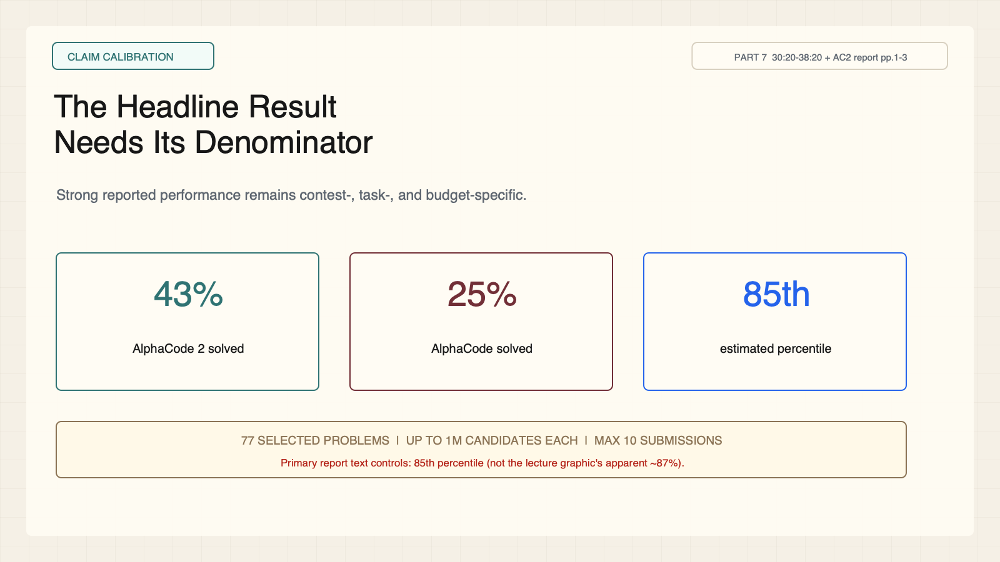 CLAIM CALIBRATION
PART 7 30:20-38:20 + AC2 report pp.1-3
The Headline Result
Needs Its Denominator
Strong reported performance remains contest-, task-, and budget-specific.
43%
AlphaCode 2 solved
25%
AlphaCode solved
85th
estimated percentile
77 SELECTED PROBLEMS | UP TO 1M CANDIDATES EACH | MAX 10 SUBMISSIONS
Primary report text controls: 85th percentile (not the lecture graphic's apparent ~87%).